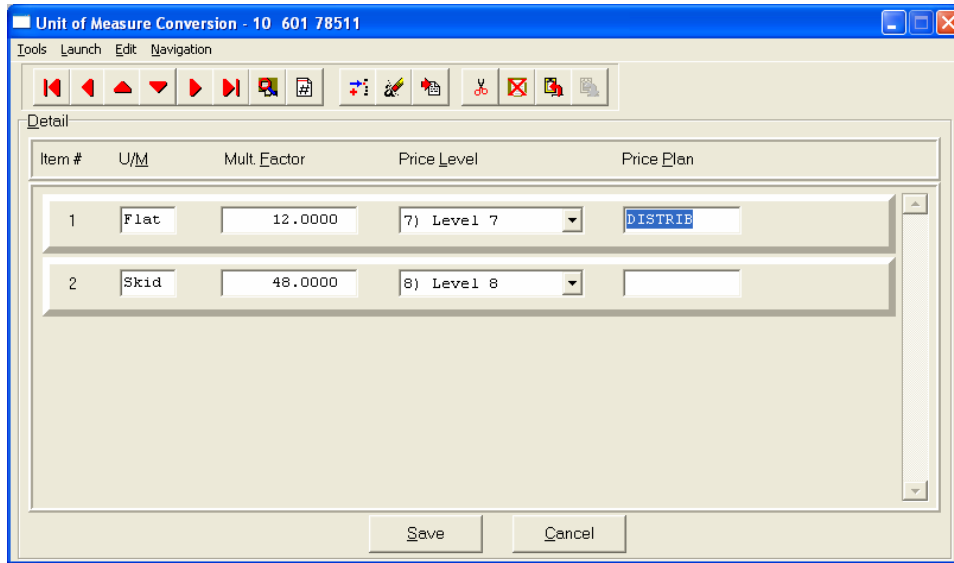 Unit of Measure Conversion - 10 601 78511
Tools Launch Edit Navigation
Detail
Item # U/M Mult. Factor Price Level Price Plan
1 Flat 12.0000 7) Level 7 DISTRIB
2 Skid 48.0000 8) Level 8
Save Cancel